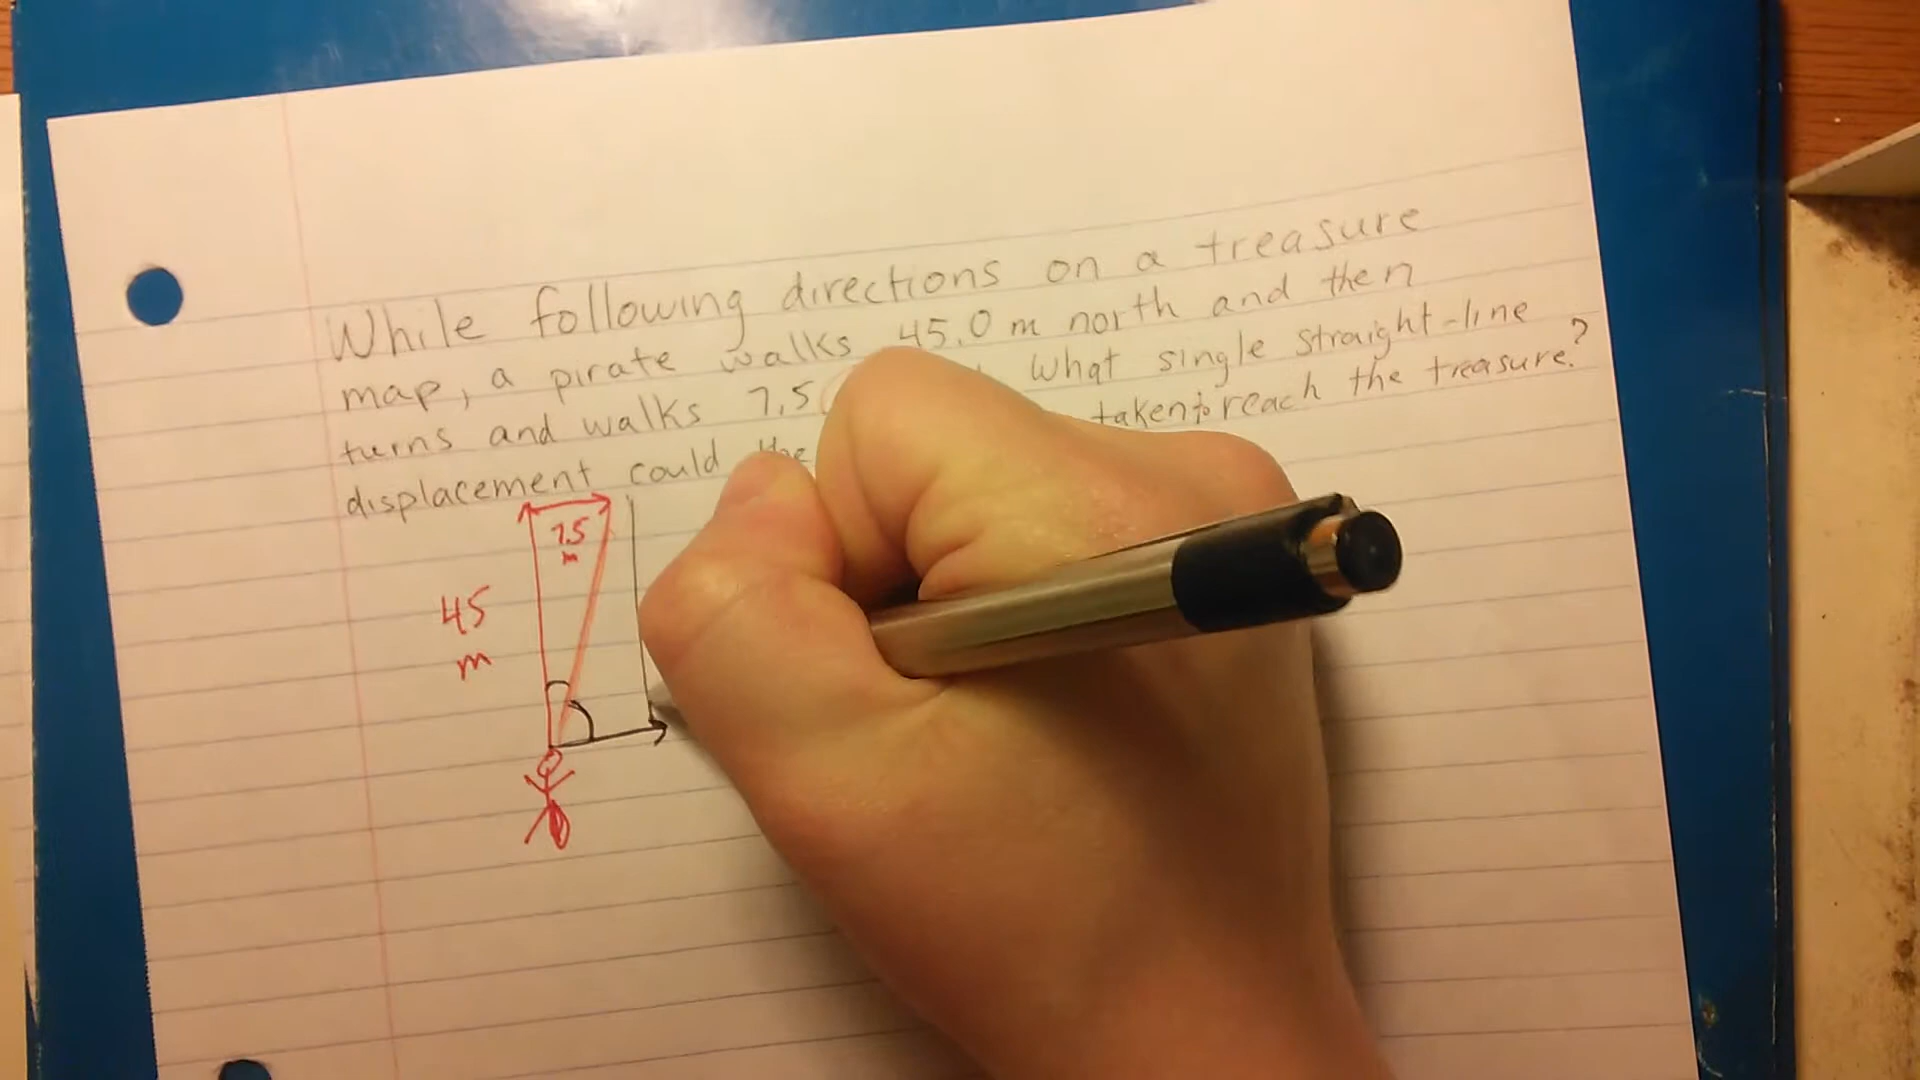 While following directions on a treasure
map, a pirate walks 45.0 m north and then
turns and walks 7.5 What single straight-line
displacement could the taken to reach the treasure?
7.5
m
45
m